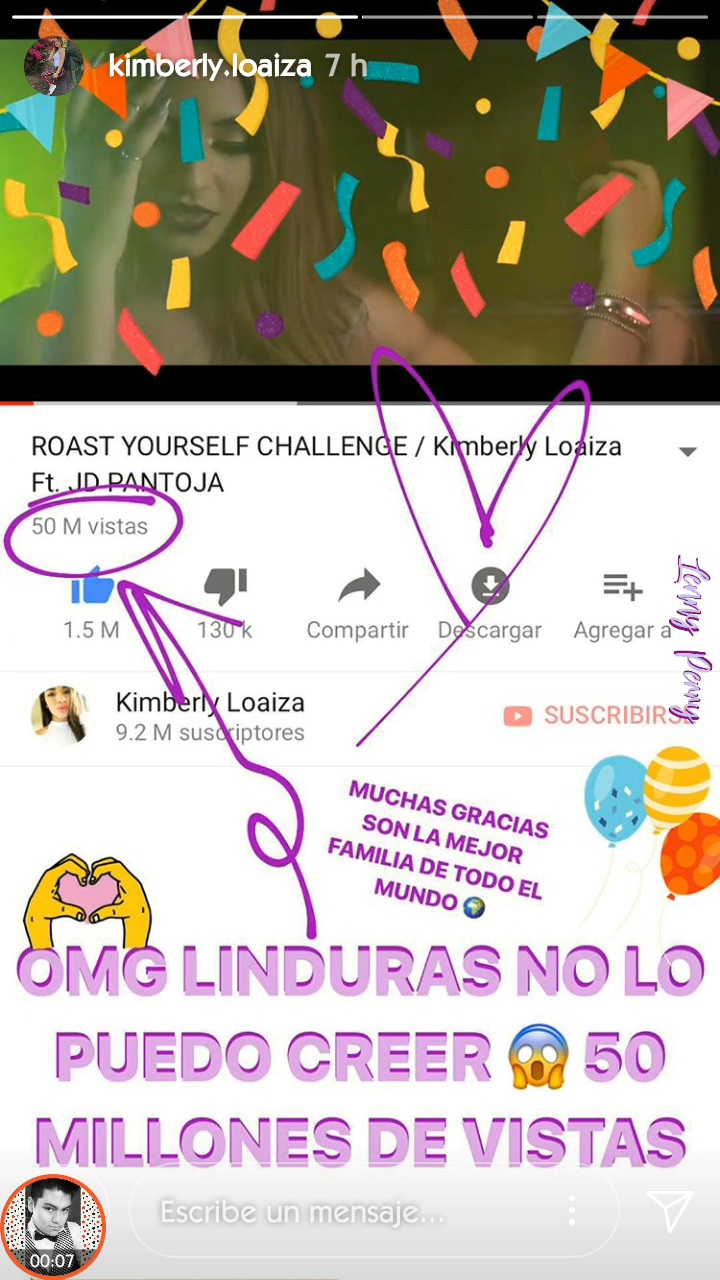 kimberly.loaiza 7 h
ROAST YOURSELF CHALLENGE / Kimberly Loaiza
Ft. JD PANTOJA
50 M vistas
1.5 M
130 k
Compartir
Descargar
Agregar a
Lenny Penny
Kimberly Loaiza
9.2 M suscriptores
SUSCRIBIRSE
MUCHAS GRACIAS
SON LA MEJOR
FAMILIA DE TODO EL
MUNDO 🌍
OMG LINDURAS NO LO
PUEDO CREER 😱 50
MILLONES DE VISTAS
Escribe un mensaje...
00:07